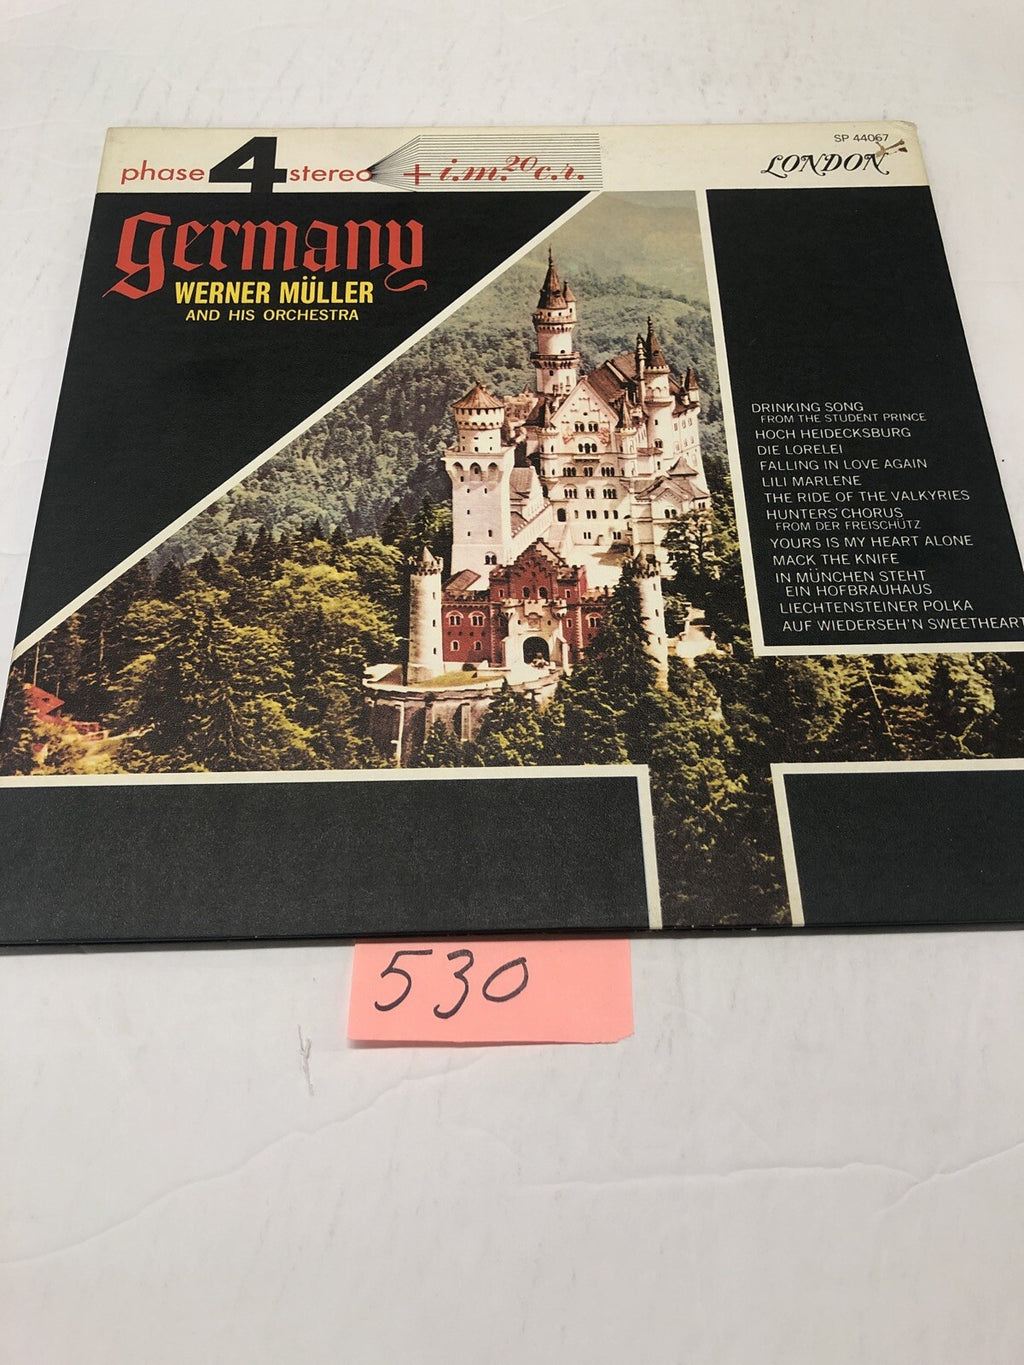 SP 44067
phase 4 stereo + i.m. 20 c.r. LONDON
Germany
WERNER MÜLLER
AND HIS ORCHESTRA
DRINKING SONG
FROM THE STUDENT PRINCE
HOCH HEIDECKSBURG
DIE LORELEI
FALLING IN LOVE AGAIN
LILI MARLENE
THE RIDE OF THE VALKYRIES
HUNTERS' CHORUS
FROM DER FREISCHÜTZ
YOURS IS MY HEART ALONE
MACK THE KNIFE
IN MÜNCHEN STEHT
EIN HOFBRAUHAUS
LIECHTENSTEINER POLKA
AUF WIEDERSEH'N SWEETHEART
530